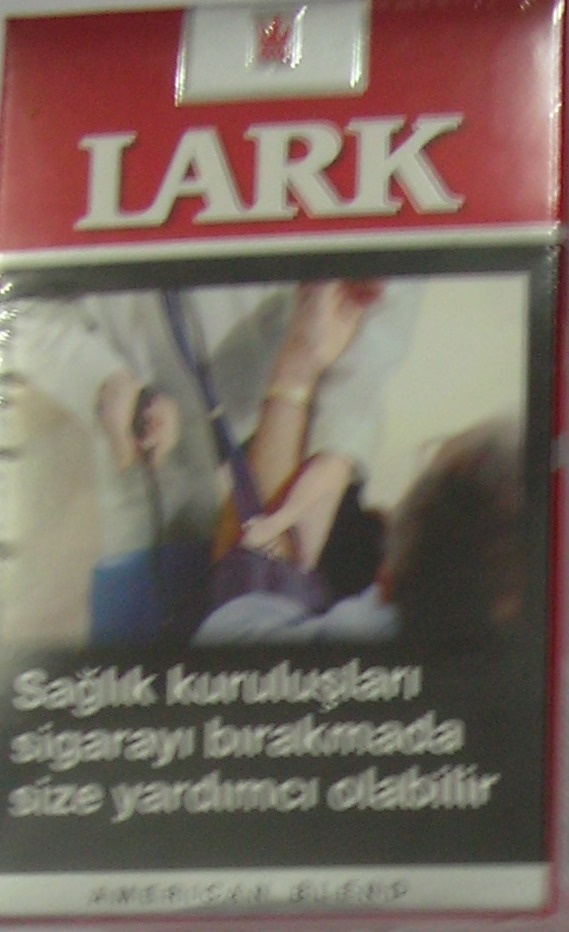 LARK
Sağlık kuruluşları
sigarayı bırakmada
size yardımcı olabilir
AMERICAN BLEND